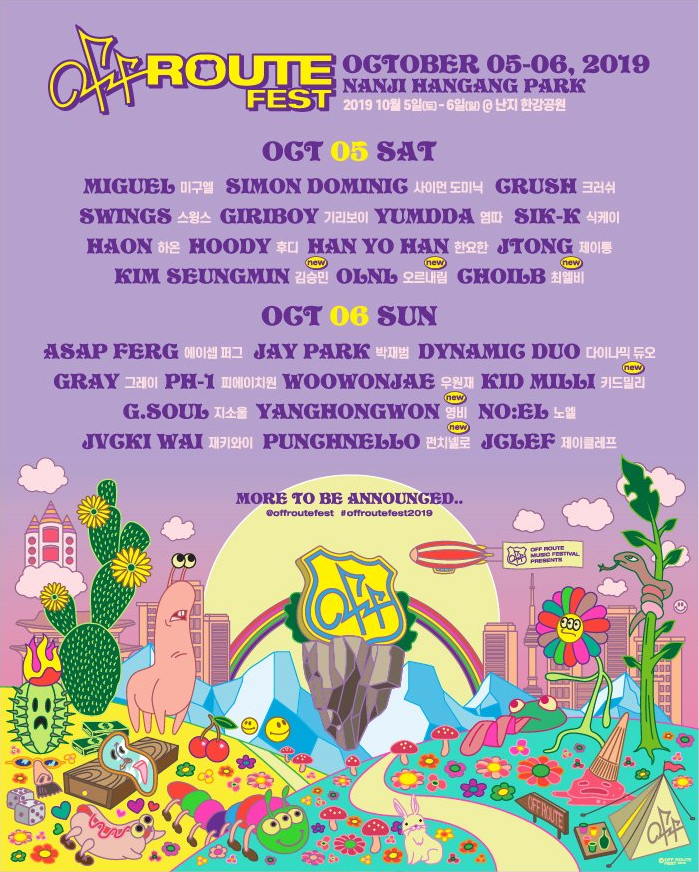 OFF ROUTE FEST
OCTOBER 05-06, 2019
NANJI HANGANG PARK
2019 10월 5일(토) - 6일(일) @ 난지 한강공원
OCT 05 SAT
MIGUEL 미구엘 SIMON DOMINIC 사이먼 도미닉 CRUSH 크러쉬
SWINGS 스윙스 GIRIBOY 기리보이 YUMDDA 염따 SIK-K 식케이
HAON 하온 HOODY 후디 HAN YO HAN 한요한 JTONG 제이통
new new new
KIM SEUNGMIN 김승민 OLNL 오르내림 CHOILB 최엘비
OCT 06 SUN
ASAP FERG 에이셉 퍼그 JAY PARK 박재범 DYNAMIC DUO 다이나믹 듀오
new
GRAY 그레이 PH-1 피에이치원 WOOWONJAE 우원재 KID MILLI 키드밀리
new
G.SOUL 지소울 YANGHONGWON 영비 NO:EL 노엘
new
JVCKI WAI 재키와이 PUNCHNELLO 펀치넬로 JCLEF 제이클레프
MORE TO BE ANNOUNCED..
@offroutefest #offroutefest2019
OFF ROUTE
MUSIC FESTIVAL
PRESENTS
OFF
OFF
OFF ROUTE
OFF
© OFF ROUTE
FEST 2019